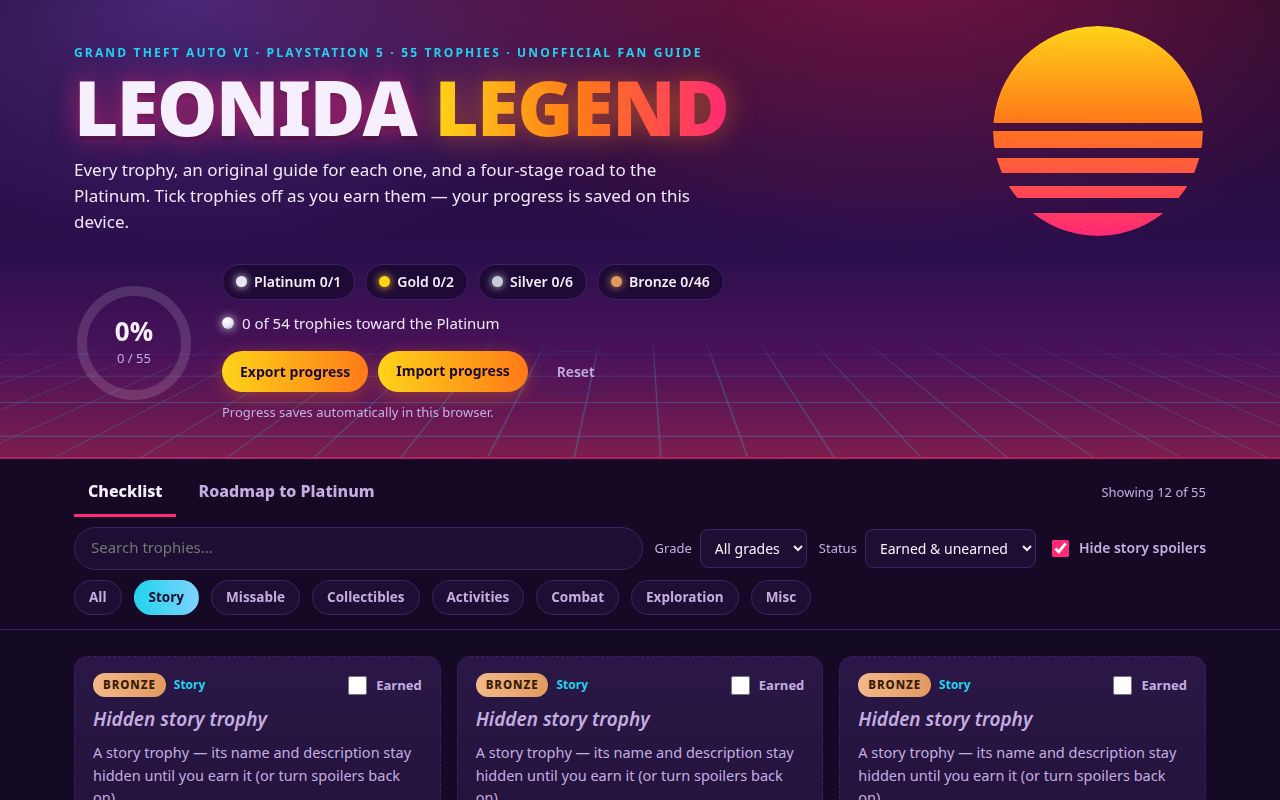 GRAND THEFT AUTO VI · PLAYSTATION 5 · 55 TROPHIES · UNOFFICIAL FAN GUIDE
LEONIDA LEGEND
Every trophy, an original guide for each one, and a four-stage road to the
Platinum. Tick trophies off as you earn them — your progress is saved on this
device.
0%
0 / 55
Platinum 0/1
Gold 0/2
Silver 0/6
Bronze 0/46
0 of 54 trophies toward the Platinum
Export progress
Import progress
Reset
Progress saves automatically in this browser.
Checklist
Roadmap to Platinum
Showing 12 of 55
Search trophies...
Grade
All grades
Status
Earned & unearned
Hide story spoilers
All
Story
Missable
Collectibles
Activities
Combat
Exploration
Misc
BRONZE Story
Earned
Hidden story trophy
A story trophy — its name and description stay
hidden until you earn it (or turn spoilers back
on).
BRONZE Story
Earned
Hidden story trophy
A story trophy — its name and description stay
hidden until you earn it (or turn spoilers back
on).
BRONZE Story
Earned
Hidden story trophy
A story trophy — its name and description stay
hidden until you earn it (or turn spoilers back
on).